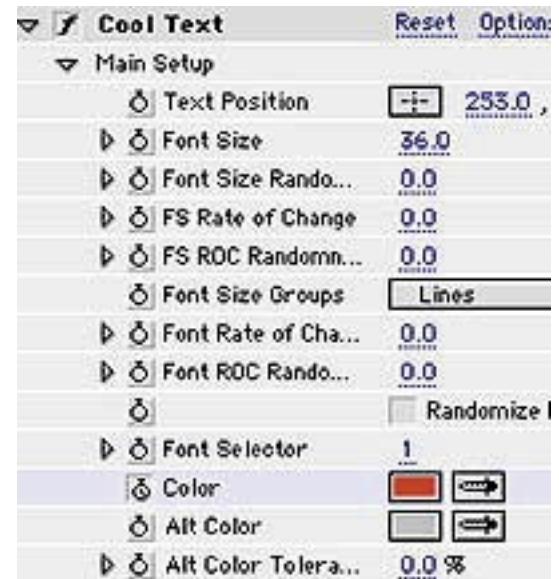 Cool Text Reset Option
Main Setup
Text Position 253.0 ,
Font Size 36.0
Font Size Rando... 0.0
FS Rate of Change 0.0
FS ROC Randomn... 0.0
Font Size Groups Lines
Font Rate of Cha... 0.0
Font ROC Rando... 0.0
Randomize
Font Selector 1
Color
Alt Color
Alt Color Tolera... 0.0 %